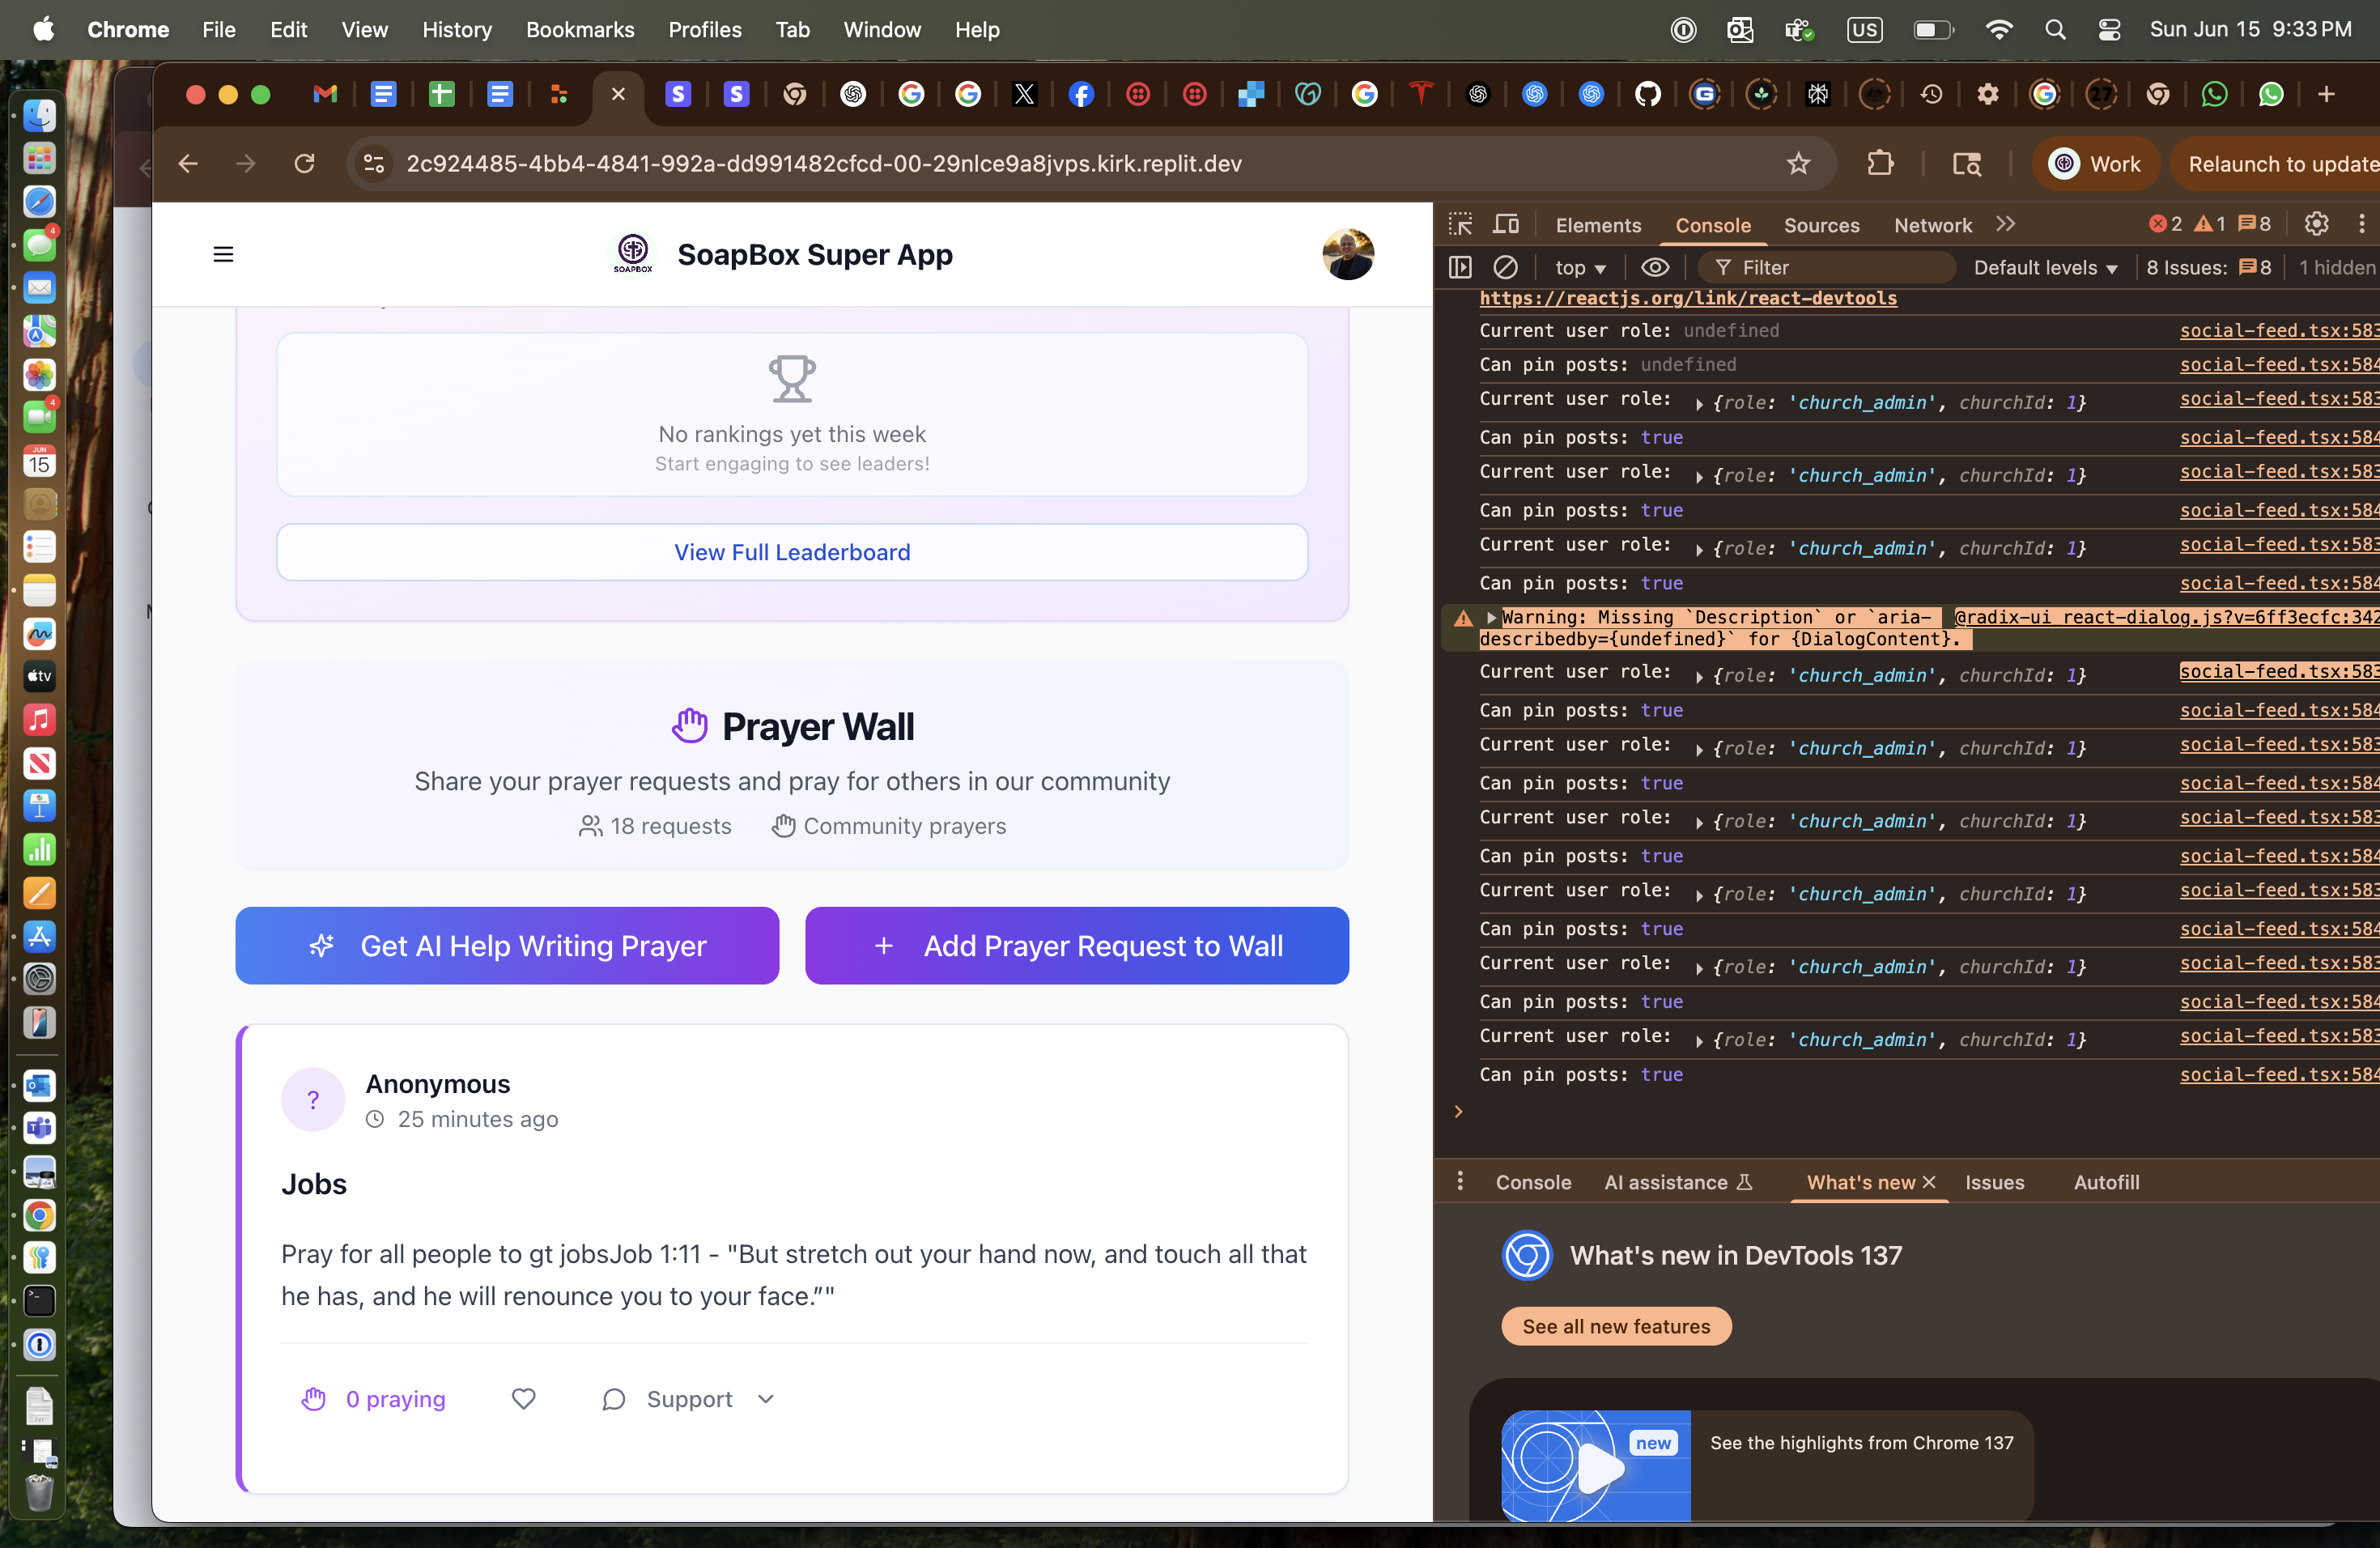 Chrome File Edit View History Bookmarks Profiles Tab Window Help US Sun Jun 15 9:33 PM
2c924485-4bb4-4841-992a-dd991482cfcd-00-29nlce9a8jvps.kirk.replit.dev Work Relaunch to update
SOAPBOX SoapBox Super App
No rankings yet this week
Start engaging to see leaders!
View Full Leaderboard
Prayer Wall
Share your prayer requests and pray for others in our community
18 requests Community prayers
Get AI Help Writing Prayer
+ Add Prayer Request to Wall
?
Anonymous
25 minutes ago
Jobs
Pray for all people to gt jobsJob 1:11 - "But stretch out your hand now, and touch all that
he has, and he will renounce you to your face.”"
0 praying Support
Elements Console Sources Network 2 1 8
top Filter Default levels 8 Issues: 8 1 hidden
https://reactjs.org/link/react-devtools
Current user role: undefined social-feed.tsx:583
Can pin posts: undefined social-feed.tsx:584
Current user role: {role: 'church_admin', churchId: 1} social-feed.tsx:583
Can pin posts: true social-feed.tsx:584
Current user role: {role: 'church_admin', churchId: 1} social-feed.tsx:583
Can pin posts: true social-feed.tsx:584
Current user role: {role: 'church_admin', churchId: 1} social-feed.tsx:583
Can pin posts: true social-feed.tsx:584
Warning: Missing `Description` or `aria- @radix-ui react-dialog.js?v=6ff3ecfc:342
describedby={undefined}` for {DialogContent}.
Current user role: {role: 'church_admin', churchId: 1} social-feed.tsx:583
Can pin posts: true social-feed.tsx:584
Current user role: {role: 'church_admin', churchId: 1} social-feed.tsx:583
Can pin posts: true social-feed.tsx:584
Current user role: {role: 'church_admin', churchId: 1} social-feed.tsx:583
Can pin posts: true social-feed.tsx:584
Current user role: {role: 'church_admin', churchId: 1} social-feed.tsx:583
Can pin posts: true social-feed.tsx:584
Current user role: {role: 'church_admin', churchId: 1} social-feed.tsx:583
Can pin posts: true social-feed.tsx:584
Current user role: {role: 'church_admin', churchId: 1} social-feed.tsx:583
Can pin posts: true social-feed.tsx:584
Console AI assistance What's new Issues Autofill
What's new in DevTools 137
See all new features
new
See the highlights from Chrome 137
4
4
JUN
15
tv